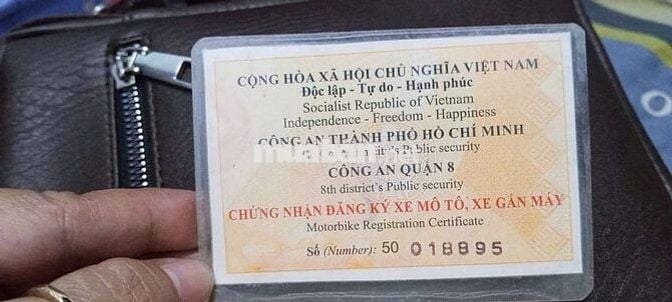 CỘNG HÒA XÃ HỘI CHỦ NGHĨA VIỆT NAM
Độc lập - Tự do - Hạnh phúc
Socialist Republic of Vietnam
Independence - Freedom - Happiness
CÔNG AN THÀNH PHỐ HỒ CHÍ MINH
Public security
CÔNG AN QUẬN 8
8th district's Public security
CHỨNG NHẬN ĐĂNG KÝ XE MÔ TÔ, XE GẮN MÁY
Motorbike Registration Certificate
Số (Number): 50 018895